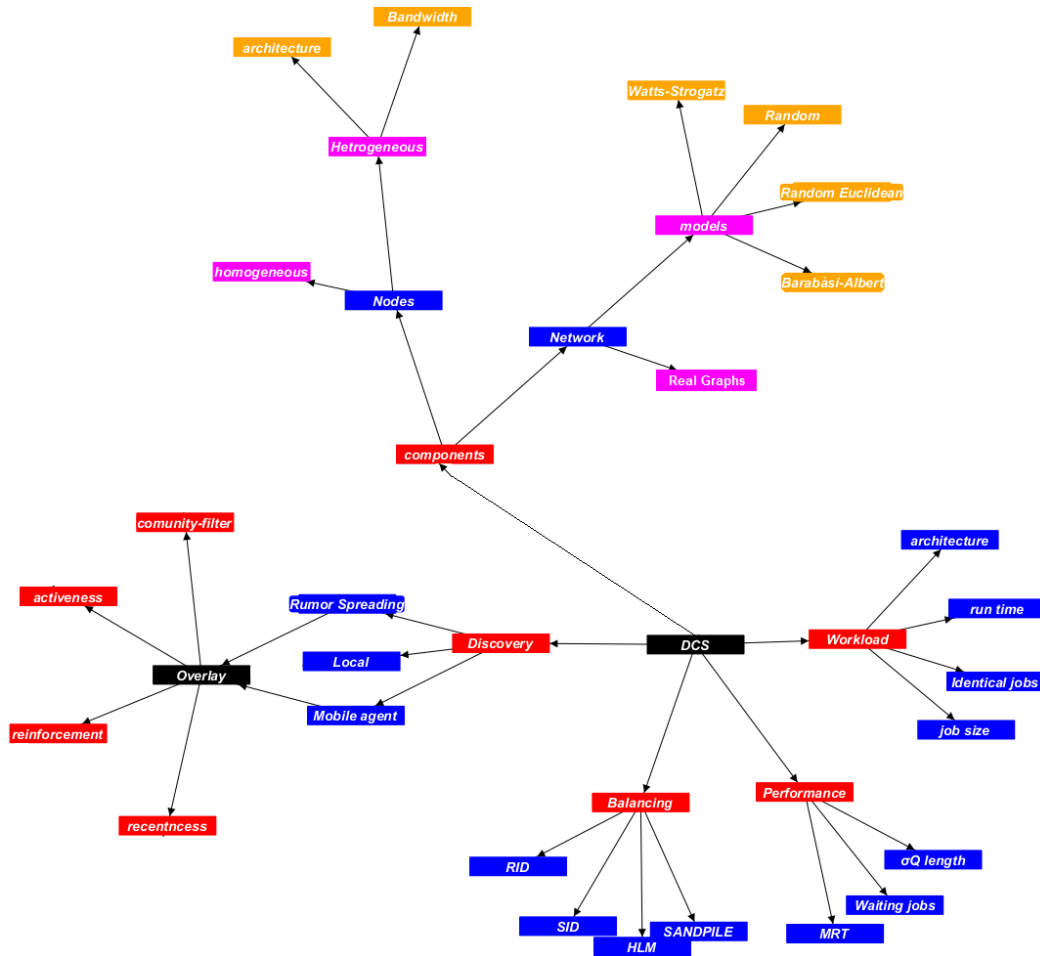 Bandwidth
architecture
Watts-Strogatz
Random
Hetrogeneous
Random Euclidean
models
homogeneous
Barabàsi-Albert
Nodes
Network
Real Graphs
components
comunity-filter
architecture
activeness
Rumor Spreading
run time
Discovery
DCS
Workload
Local
Overlay
Identical jobs
Mobile agent
reinforcement
job size
Performance
Balancing
recentncess
σQ length
RID
Waiting jobs
SID
SANDPILE
MRT
HLM